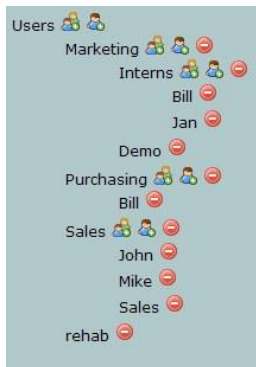 Users
Marketing
Interns
Bill
Jan
Demo
Purchasing
Bill
Sales
John
Mike
Sales
rehab